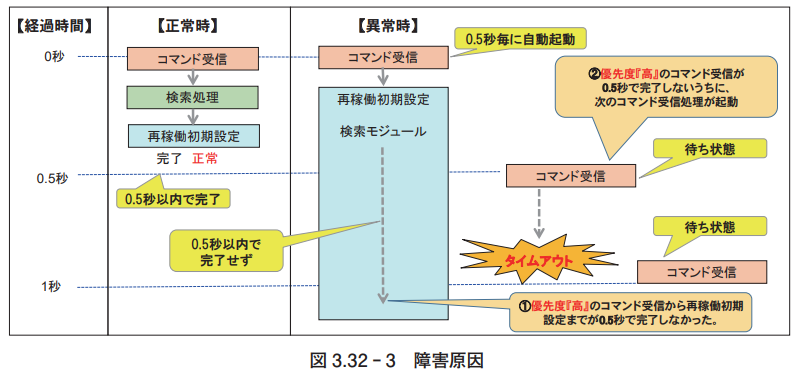 【経過時間】
【正常時】
【異常時】
0秒
コマンド受信
検索処理
再稼働初期設定
完了 正常
0.5秒
0.5秒以内で完了
1秒
コマンド受信
0.5秒毎に自動起動
再稼働初期設定
検索モジュール
0.5秒以内で
完了せず
②優先度『高』のコマンド受信が
0.5秒で完了しないうちに、
次のコマンド受信処理が起動
コマンド受信
待ち状態
タイムアウト
待ち状態
コマンド受信
①優先度『高』のコマンド受信から再稼働初期
設定までが0.5秒で完了しなかった。
図 3.32－3 障害原因